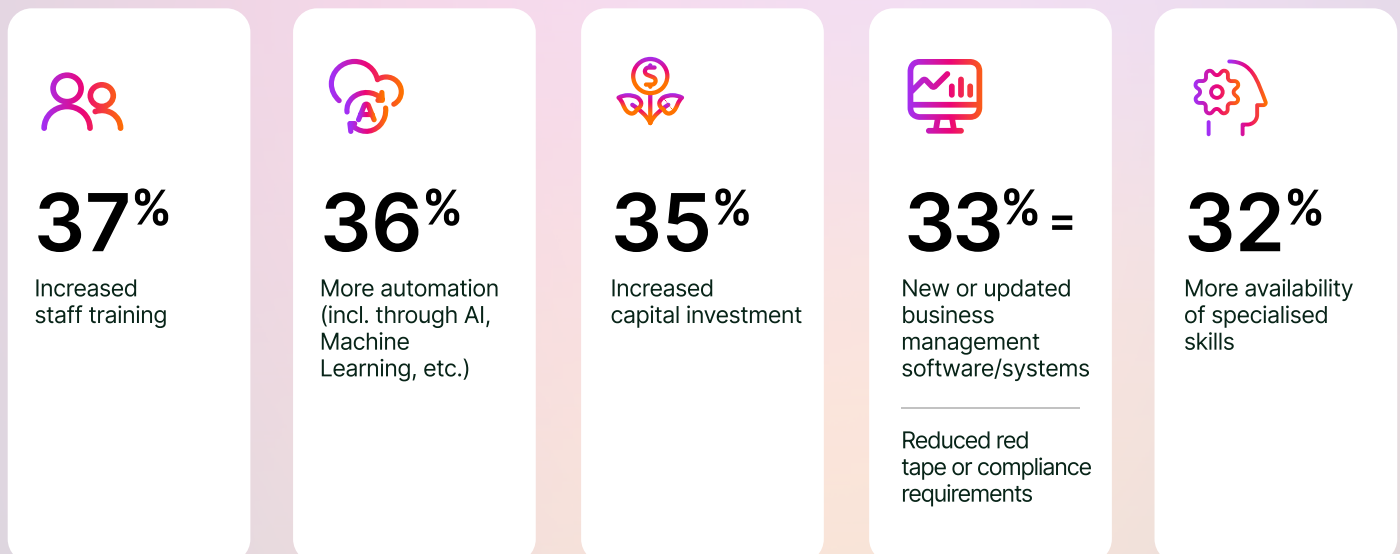 37%
Increased
staff training
A
36%
More automation
(incl. through AI,
Machine
Learning, etc.)
$
35%
Increased
capital investment
33% =
New or updated
business
management
software/systems
Reduced red
tape or compliance
requirements
32%
More availability
of specialised
skills